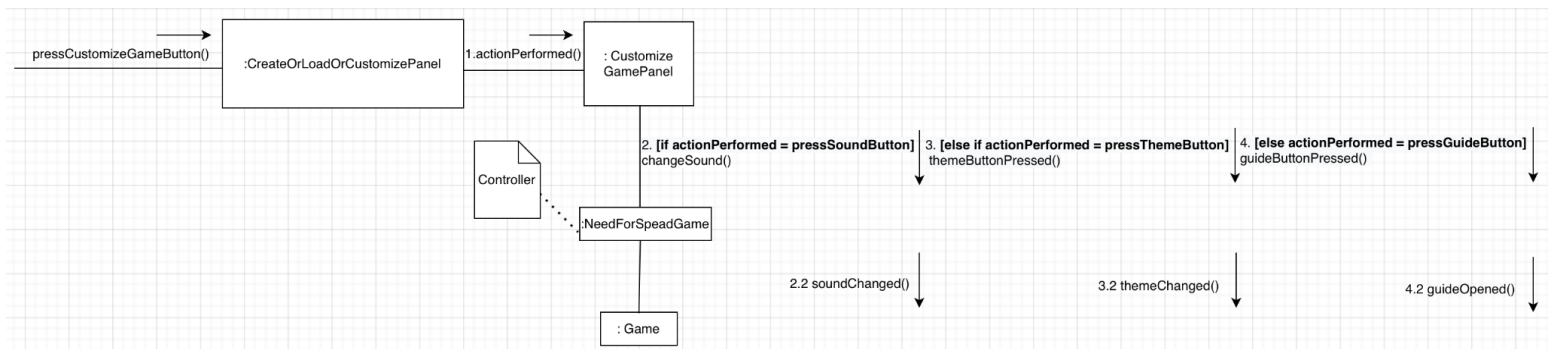 pressCustomizeGameButton()
:CreateOrLoadOrCustomizePanel
1.actionPerformed()
: Customize
GamePanel
2. [if actionPerformed = pressSoundButton]
changeSound()
3. [else if actionPerformed = pressThemeButton]
themeButtonPressed()
4. [else actionPerformed = pressGuideButton]
guideButtonPressed()
Controller
:NeedForSpeadGame
2.2 soundChanged()
3.2 themeChanged()
4.2 guideOpened()
: Game